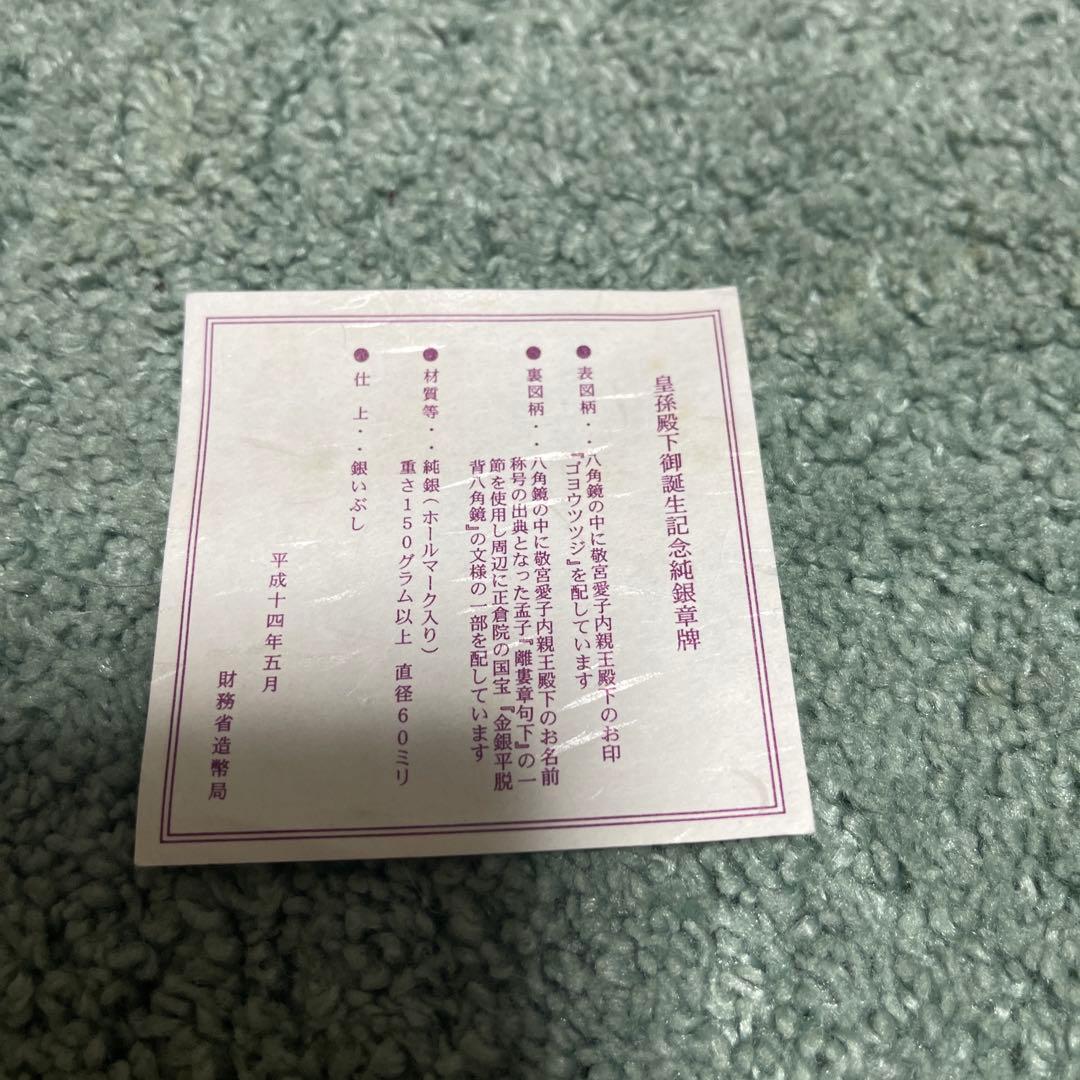 皇孫殿下御誕生記念純銀章牌
●表図柄・・八角鏡の中に敬宮愛子内親王殿下のお印
『ゴヨウツツジ』を配しています
●裏図柄・・八角鏡の中に敬宮愛子内親王殿下のお名前
称号の出典となった孟子『離婁章句下』の一
節を使用し周辺に正倉院の国宝『金銀平脱
背八角鏡』の文様の一部を配しています
●材質等・・純銀（ホールマーク入り）
重さ150グラム以上 直径60ミリ
●仕 上・・銀いぶし
平成十四年五月
財務省造幣局